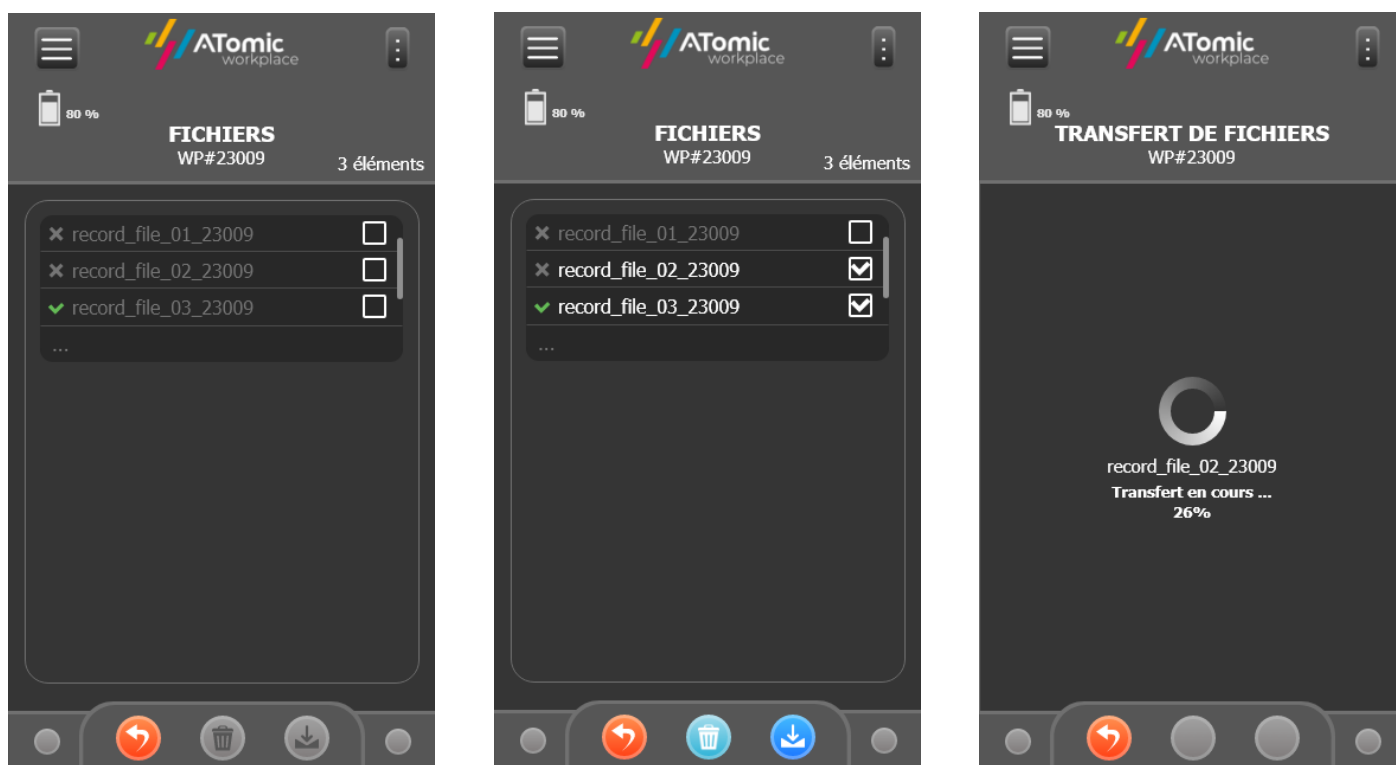 ATomic
workplace
80 %
FICHIERS
WP#23009
3 éléments
record_file_01_23009
record_file_02_23009
record_file_03_23009
...
ATomic
workplace
80 %
FICHIERS
WP#23009
3 éléments
record_file_01_23009
record_file_02_23009
record_file_03_23009
...
ATomic
workplace
80 %
TRANSFERT DE FICHIERS
WP#23009
record_file_02_23009
Transfert en cours ...
26%